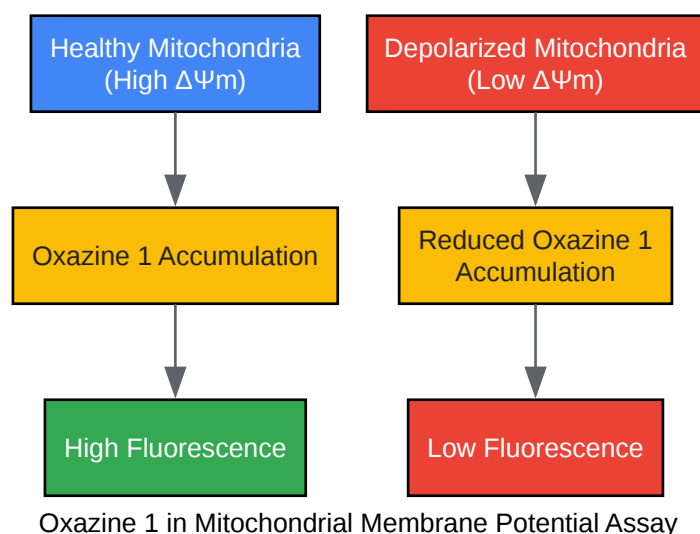 Healthy Mitochondria
(High ΔΨm)
Depolarized Mitochondria
(Low ΔΨm)
Oxazine 1 Accumulation
Reduced Oxazine 1
Accumulation
High Fluorescence
Low Fluorescence
Oxazine 1 in Mitochondrial Membrane Potential Assay